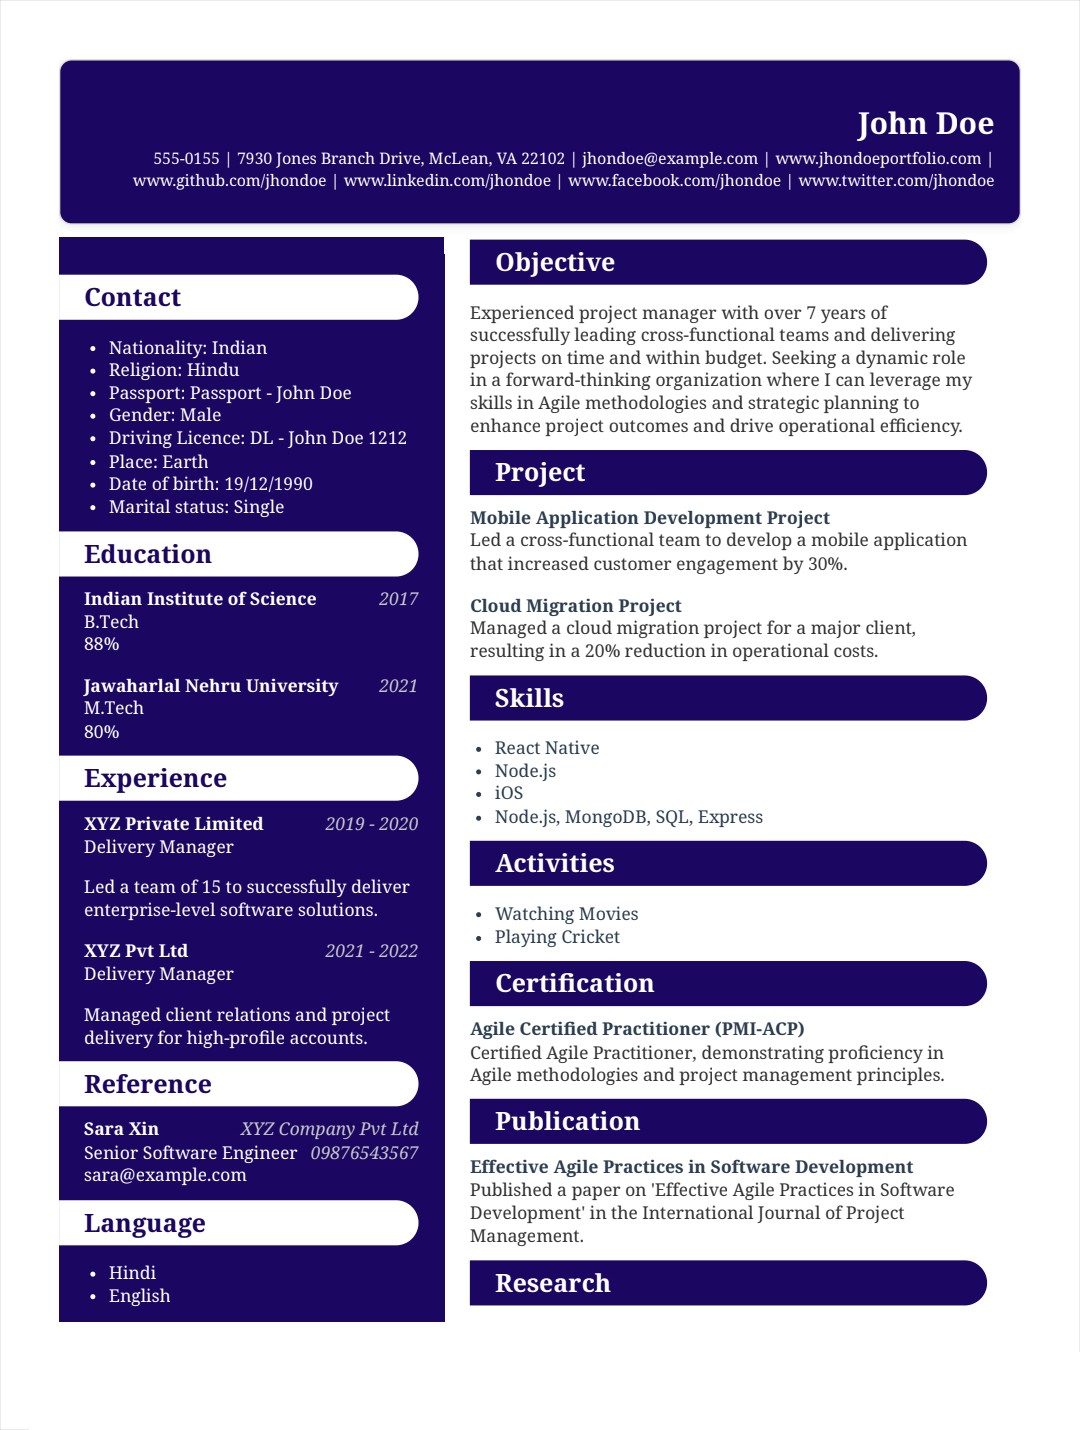 John Doe
555-0155 | 7930 Jones Branch Drive, McLean, VA 22102 | jhondoe@example.com | www.jhondoeportfolio.com |
www.github.com/jhondoe | www.linkedin.com/jhondoe | www.facebook.com/jhondoe | www.twitter.com/jhondoe
Contact
• Nationality: Indian
• Religion: Hindu
• Passport: Passport - John Doe
• Gender: Male
• Driving Licence: DL - John Doe 1212
• Place: Earth
• Date of birth: 19/12/1990
• Marital status: Single
Education
Indian Institute of Science 2017
B.Tech
88%
Jawaharlal Nehru University 2021
M.Tech
80%
Experience
XYZ Private Limited 2019 - 2020
Delivery Manager
Led a team of 15 to successfully deliver
enterprise-level software solutions.
XYZ Pvt Ltd 2021 - 2022
Delivery Manager
Managed client relations and project
delivery for high-profile accounts.
Reference
Sara Xin XYZ Company Pvt Ltd
Senior Software Engineer 09876543567
sara@example.com
Language
• Hindi
• English
Objective
Experienced project manager with over 7 years of
successfully leading cross-functional teams and delivering
projects on time and within budget. Seeking a dynamic role
in a forward-thinking organization where I can leverage my
skills in Agile methodologies and strategic planning to
enhance project outcomes and drive operational efficiency.
Project
Mobile Application Development Project
Led a cross-functional team to develop a mobile application
that increased customer engagement by 30%.
Cloud Migration Project
Managed a cloud migration project for a major client,
resulting in a 20% reduction in operational costs.
Skills
• React Native
• Node.js
• iOS
• Node.js, MongoDB, SQL, Express
Activities
• Watching Movies
• Playing Cricket
Certification
Agile Certified Practitioner (PMI-ACP)
Certified Agile Practitioner, demonstrating proficiency in
Agile methodologies and project management principles.
Publication
Effective Agile Practices in Software Development
Published a paper on 'Effective Agile Practices in Software
Development' in the International Journal of Project
Management.
Research